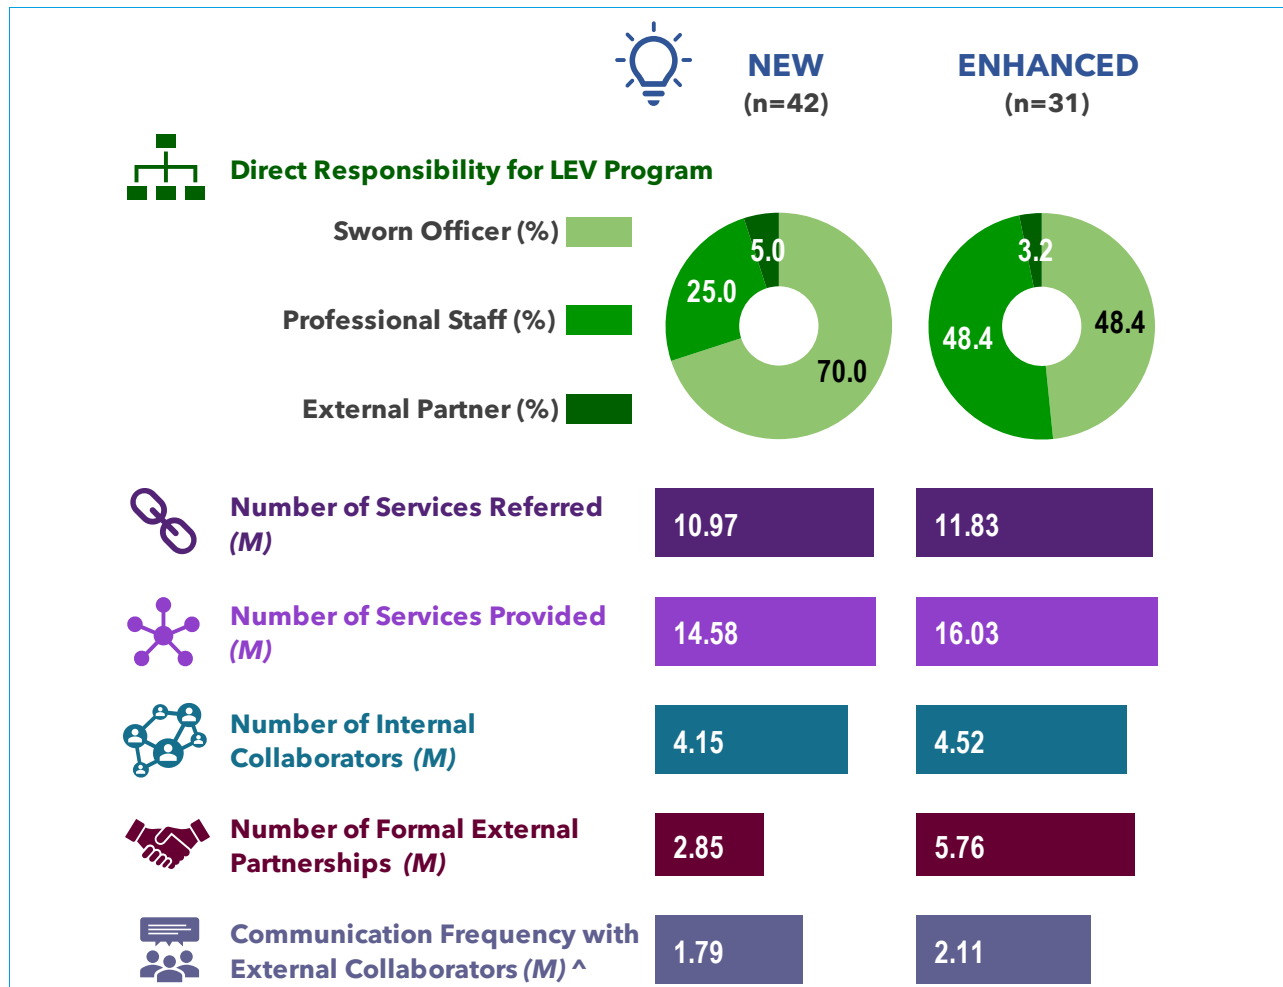 NEW
(n=42)
ENHANCED
(n=31)
Direct Responsibility for LEV Program
Sworn Officer (%)
Professional Staff (%)
External Partner (%)
5.0
25.0
70.0
3.2
48.4
48.4
Number of Services Referred
(M)
10.97
11.83
Number of Services Provided
(M)
14.58
16.03
Number of Internal
Collaborators (M)
4.15
4.52
Number of Formal External
Partnerships (M)
2.85
5.76
Communication Frequency with
External Collaborators (M) ^
1.79
2.11